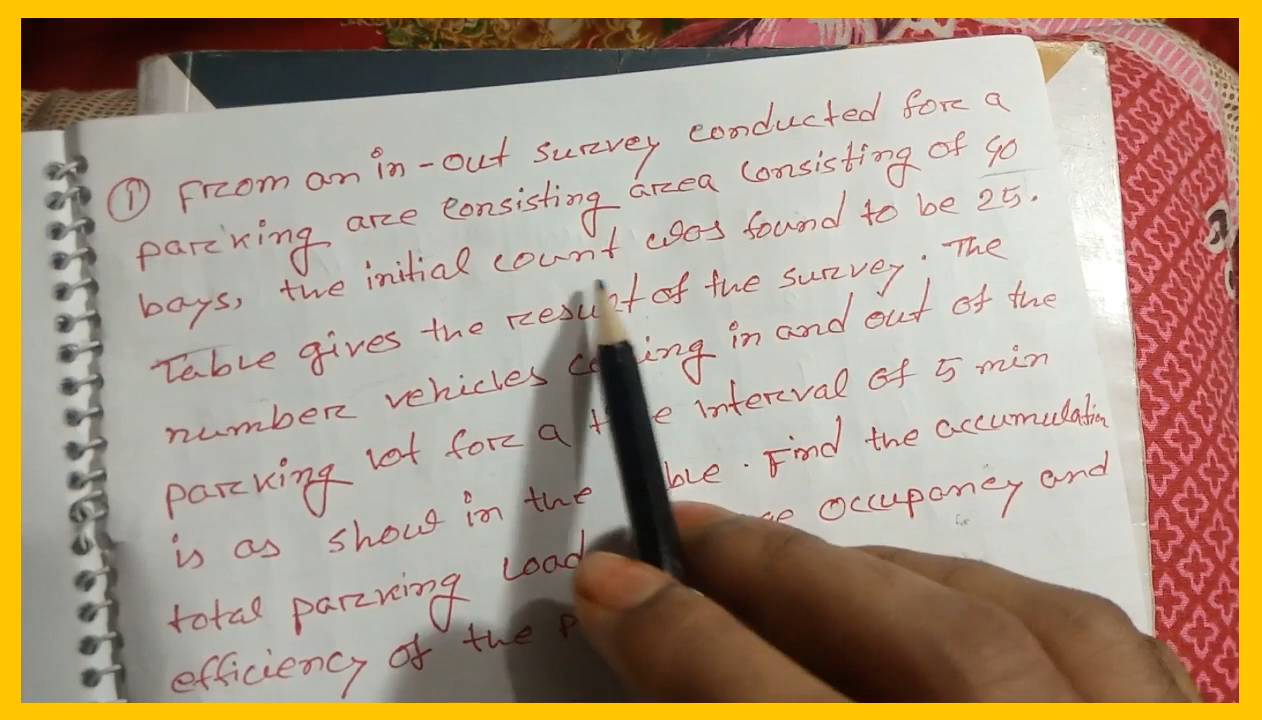 ① From an in-out survey conducted for a
parking are consisting area consisting of 40
bays, the initial count was found to be 25.
Table gives the result of the survey. The
number vehicles in and out of the
parking lot for a interval of 5 min
is as show in the . Find the accumulation
total parking load occupancy and
efficiency of the